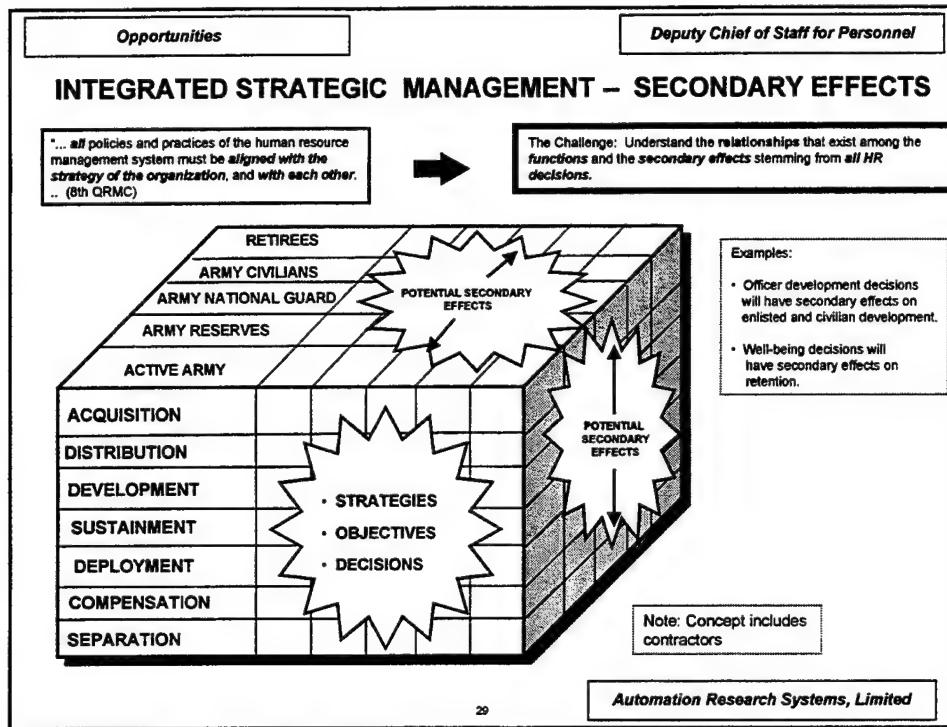 Opportunities
Deputy Chief of Staff for Personnel
INTEGRATED STRATEGIC MANAGEMENT – SECONDARY EFFECTS
"... all policies and practices of the human resource
management system must be aligned with the
strategy of the organization, and with each other.
.. (8th QRMC)
The Challenge: Understand the relationships that exist among the
functions and the secondary effects stemming from all HR
decisions.
RETIREES
ARMY CIVILIANS
ARMY NATIONAL GUARD
ARMY RESERVES
ACTIVE ARMY
POTENTIAL SECONDARY
EFFECTS
ACQUISITION
DISTRIBUTION
DEVELOPMENT
SUSTAINMENT
DEPLOYMENT
COMPENSATION
SEPARATION
• STRATEGIES
• OBJECTIVES
• DECISIONS
POTENTIAL
SECONDARY
EFFECTS
Examples:
• Officer development decisions
will have secondary effects on
enlisted and civilian development.
• Well-being decisions will
have secondary effects on
retention.
Note: Concept includes
contractors
29
Automation Research Systems, Limited